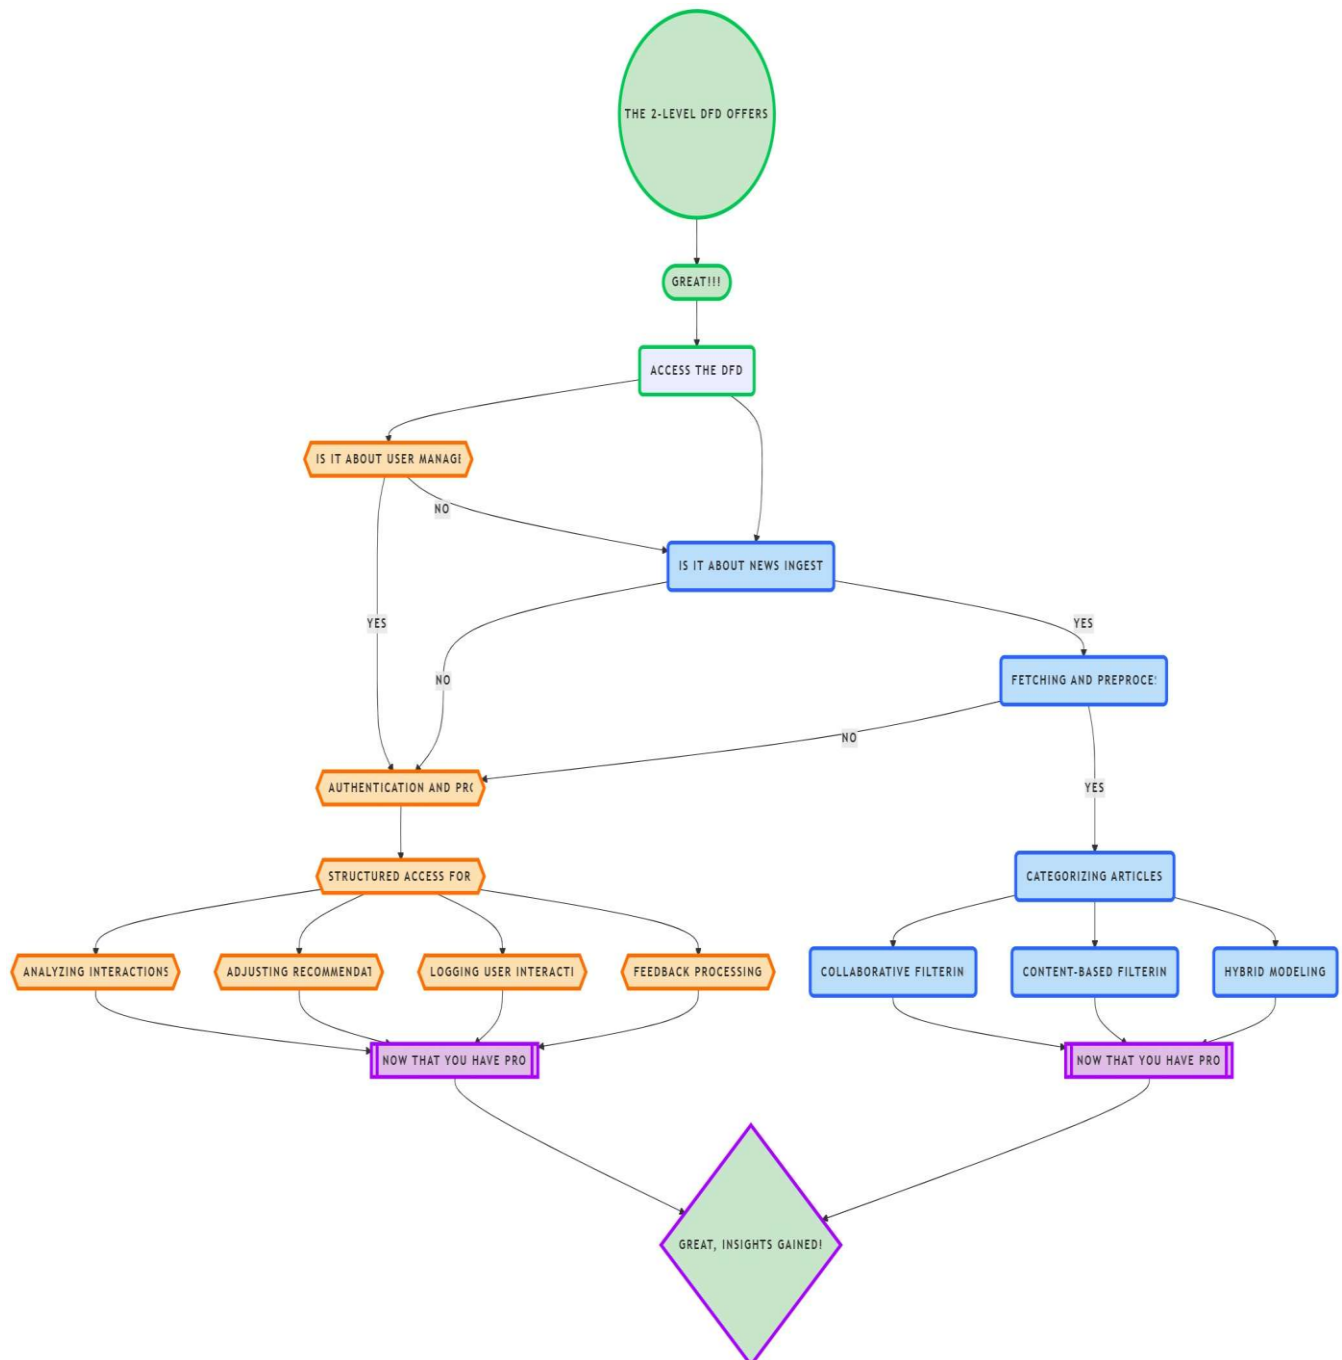 THE 2-LEVEL DFD OFFERS
GREAT!!!
ACCESS THE DFD
IS IT ABOUT USER MANAGE
NO
IS IT ABOUT NEWS INGEST
YES
YES
NO
FETCHING AND PREPROCES
NO
AUTHENTICATION AND PRO
YES
STRUCTURED ACCESS FOR
CATEGORIZING ARTICLES
ANALYZING INTERACTIONS
ADJUSTING RECOMMENDAT
LOGGING USER INTERACTI
FEEDBACK PROCESSING
COLLABORATIVE FILTERIN
CONTENT-BASED FILTERIN
HYBRID MODELING
NOW THAT YOU HAVE PRO
NOW THAT YOU HAVE PRO
GREAT, INSIGHTS GAINED!